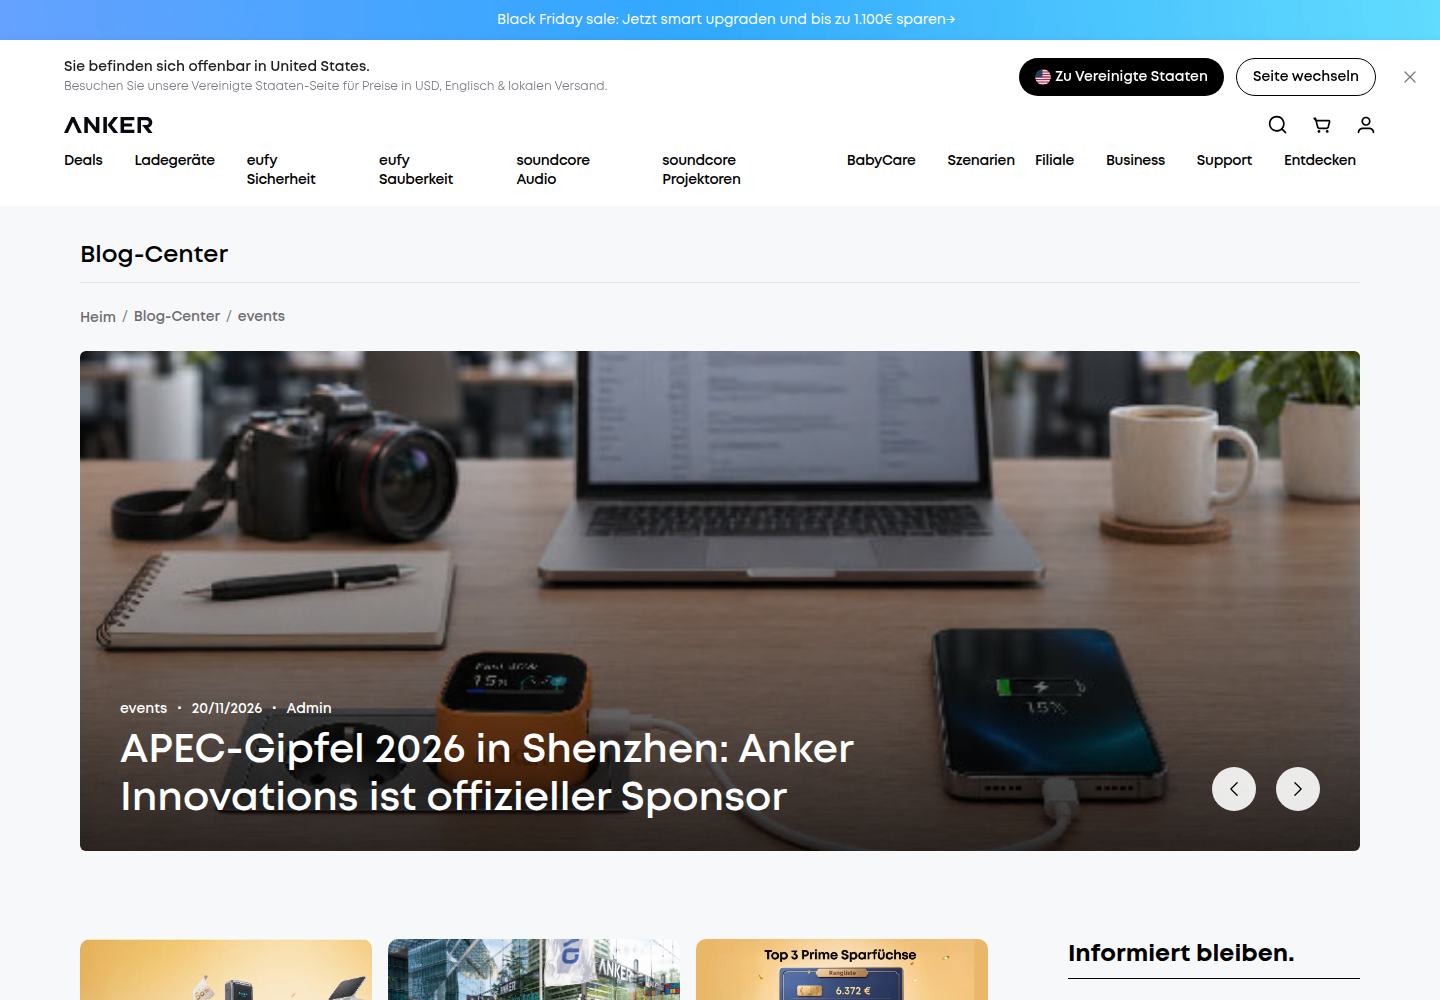 Black Friday sale: Jetzt smart upgraden und bis zu 1.100€ sparen→
Sie befinden sich offenbar in United States.
Besuchen Sie unsere Vereinigte Staaten-Seite für Preise in USD, Englisch & lokalen Versand.
Zu Vereinigte Staaten
Seite wechseln
ANKER
Deals
Ladegeräte
eufy
Sicherheit
eufy
Sauberkeit
soundcore
Audio
soundcore
Projektoren
BabyCare
Szenarien
Filiale
Business
Support
Entdecken
Blog-Center
Heim / Blog-Center / events
15%
events • 20/11/2026 • Admin
APEC-Gipfel 2026 in Shenzhen: Anker
Innovations ist offizieller Sponsor
ANKER
Top 3 Prime Sparfüchse
Rangliste
6.372 €
Informiert bleiben.